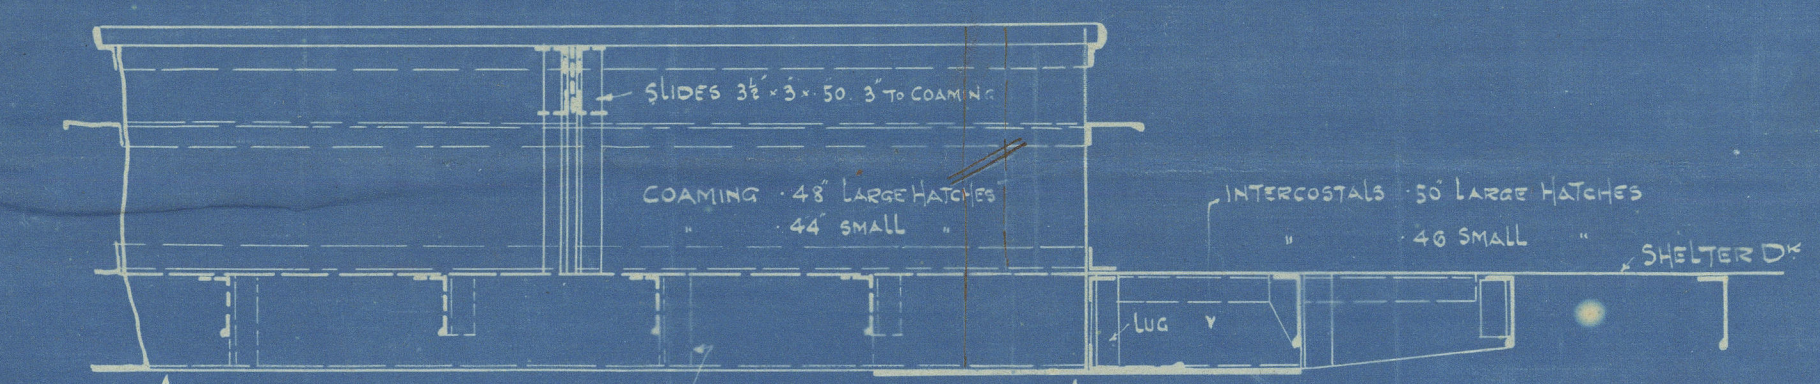 SLIDES 3½" × 3 × .50. 3" TO COAMING
COAMING .48" LARGE HATCHES
" .44" SMALL "
INTERCOSTALS .50" LARGE HATCHES
" .46 SMALL "
SHELTER DK
LUG